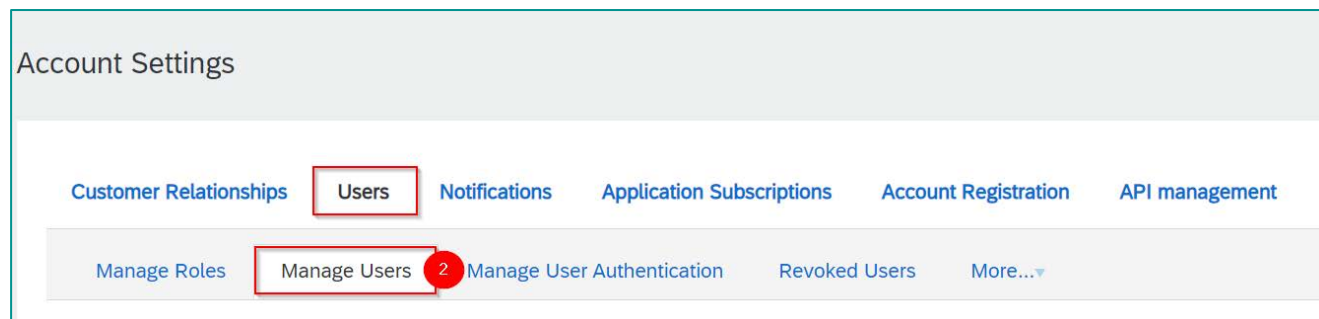 Account Settings
Customer Relationships Users Notifications Application Subscriptions Account Registration API management
Manage Roles Manage Users 2 Manage User Authentication Revoked Users More...